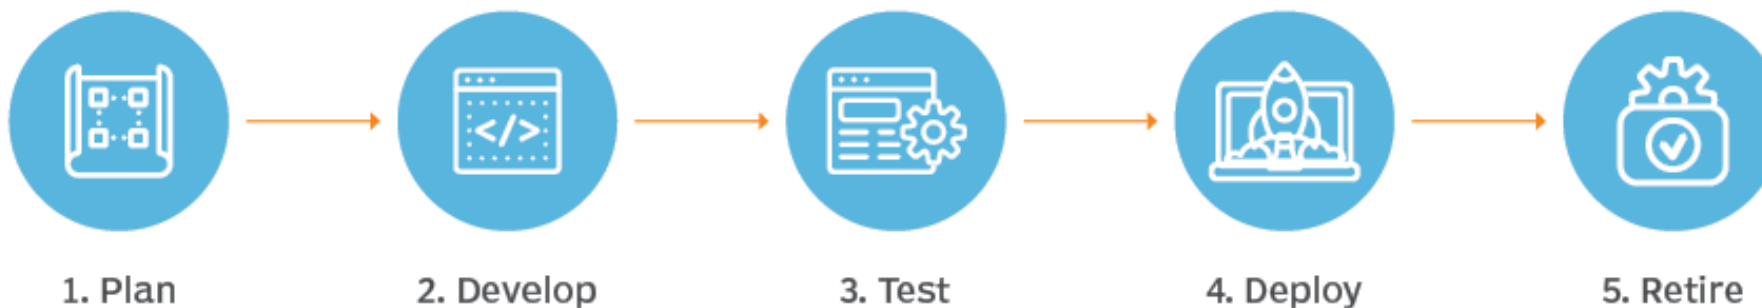 </>
1. Plan
2. Develop
3. Test
4. Deploy
5. Retire